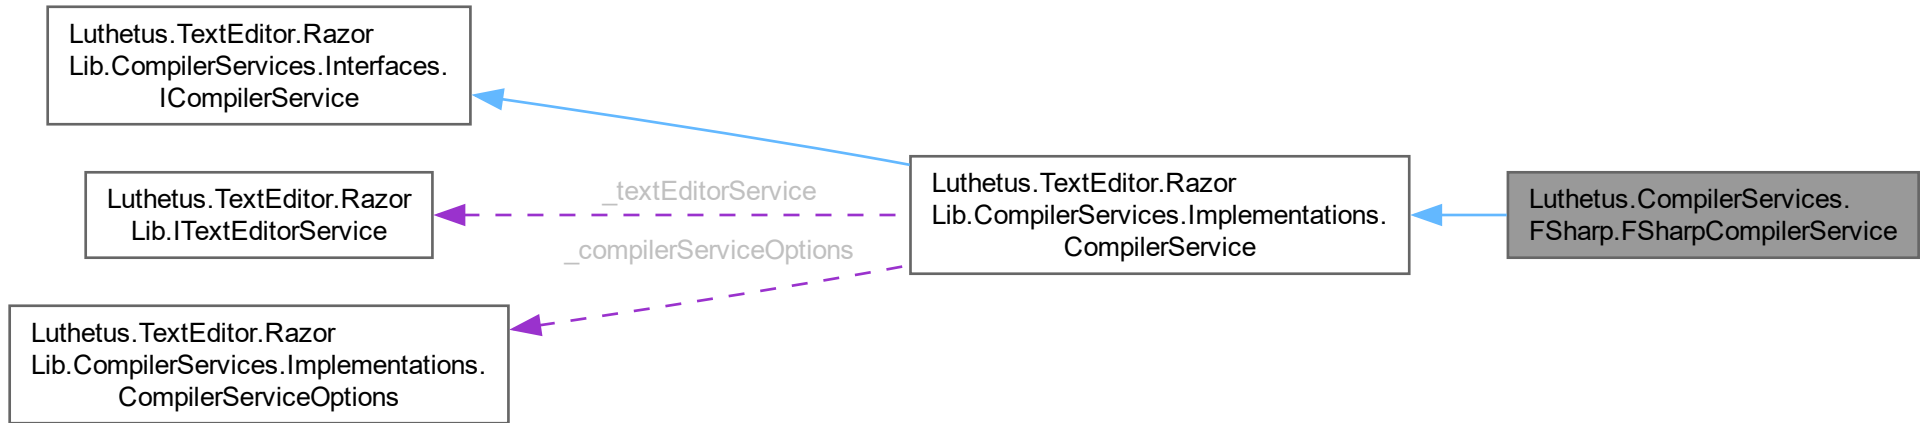 Luthetus.TextEditor.Razor
Lib.CompilerServices.Interfaces.
ICompilerService
Luthetus.TextEditor.Razor
Lib.ITextEditorService
Luthetus.TextEditor.Razor
Lib.CompilerServices.Implementations.
CompilerServiceOptions
_textEditorService
_compilerServiceOptions
Luthetus.TextEditor.Razor
Lib.CompilerServices.Implementations.
CompilerService
Luthetus.CompilerServices.
FSharp.FSharpCompilerService